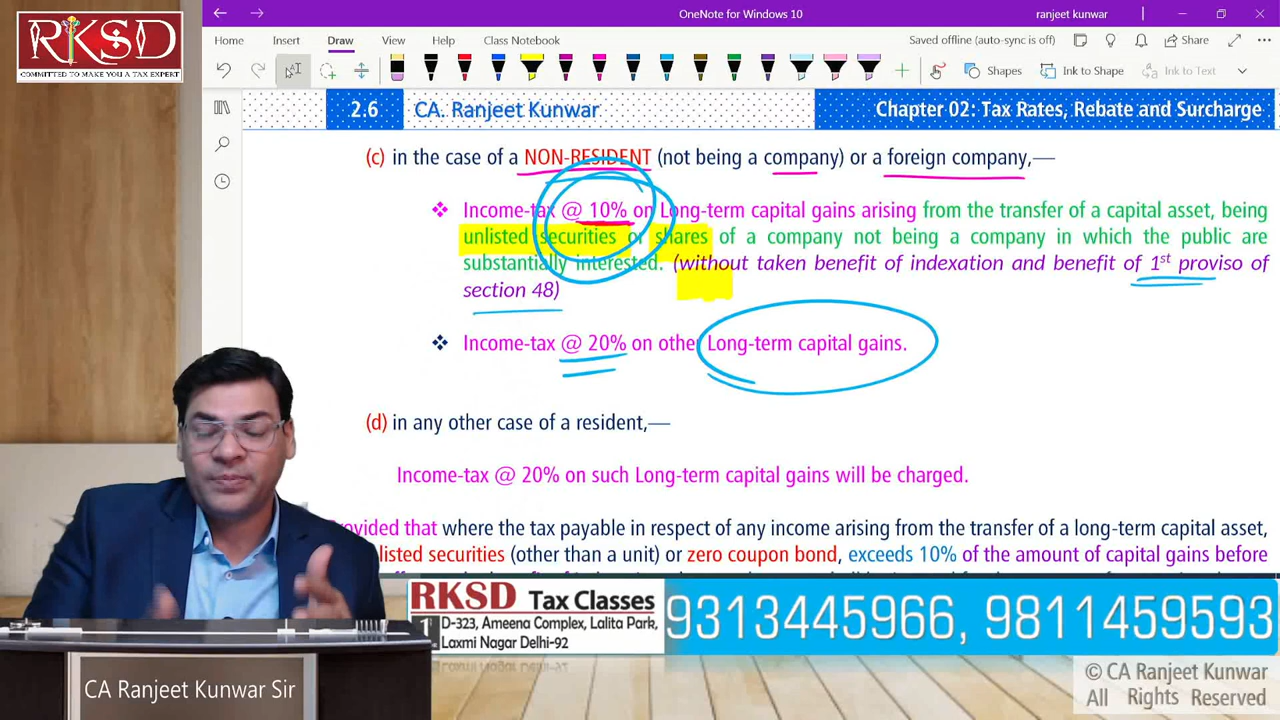 RKSD
COMMITTED TO MAKE YOU A TAX EXPERT
OneNote for Windows 10
ranjeet kunwar
Home Insert Draw View Help Class Notebook
Saved offline (auto-sync is off)
Share
Shapes
Ink to Shape
Ink to Text
2.6 CA. Ranjeet Kunwar Chapter 02: Tax Rates, Rebate and Surcharge
(c) in the case of a NON-RESIDENT (not being a company) or a foreign company,—
Income-tax @ 10% on Long-term capital gains arising from the transfer of a capital asset, being
unlisted securities or shares of a company not being a company in which the public are
substantially interested. (without taken benefit of indexation and benefit of 1st proviso of
section 48)
Income-tax @ 20% on other Long-term capital gains.
(d) in any other case of a resident,—
Income-tax @ 20% on such Long-term capital gains will be charged.
Provided that where the tax payable in respect of any income arising from the transfer of a long-term capital asset,
listed securities (other than a unit) or zero coupon bond, exceeds 10% of the amount of capital gains before
RKSD Tax Classes
D-323, Ameena Complex, Lalita Park,
Laxmi Nagar Delhi-92
9313445966, 9811459593
CA Ranjeet Kunwar Sir
© CA Ranjeet Kunwar
All Rights Reserved